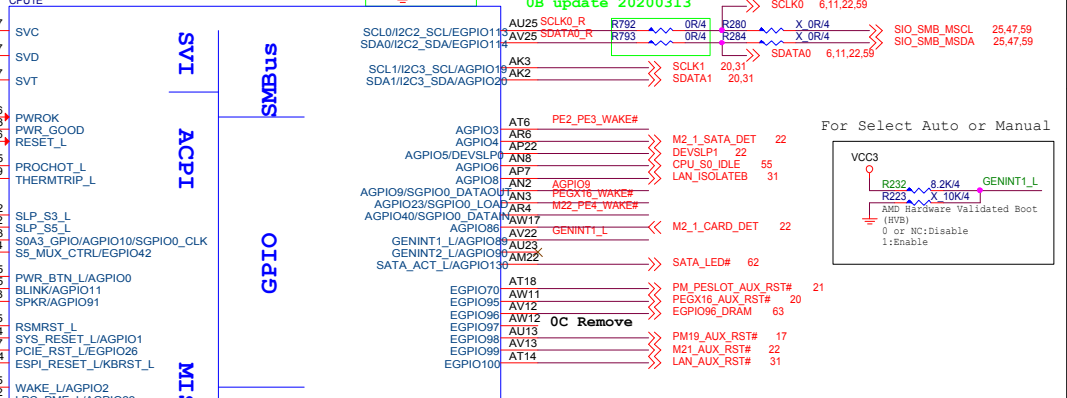 CPU1E
0B update 20200313
SCLK0 6,11,22,59
SVC
SVD
SVT
SVI
SMBus
SCL0/I2C2_SCL/EGPIO113 AU25 SCLK0_R R792 0R/4 R280 X_0R/4 SIO_SMB_MSCL 25,47,59
SDA0/I2C2_SDA/EGPIO114 AV25 SDATA0_R R793 0R/4 R284 X_0R/4 SIO_SMB_MSDA 25,47,59
SDATA0 6,11,22,59
SCL1/I2C3_SCL/AGPIO19 AK3 SCLK1 20,31
SDA1/I2C3_SDA/AGPIO20 AK2 SDATA1 20,31
PWROK
PWR_GOOD
RESET_L
PROCHOT_L
THERMTRIP_L
ACPI
SLP_S3_L
SLP_S5_L
S0A3_GPIO/AGPIO10/SGPIO0_CLK
S5_MUX_CTRL/EGPIO42
PWR_BTN_L/AGPIO0
BLINK/AGPIO11
SPKR/AGPIO91
RSMRST_L
SYS_RESET_L/AGPIO1
PCIE_RST_L/EGPIO26
ESPI_RESET_L/KBRST_L
WAKE_L/AGPIO2
GPIO
AGPIO3 AT6 PE2_PE3_WAKE#
AGPIO4 AR6 M2_1_SATA_DET 22
AGPIO5/DEVSLP0 AP22 DEVSLP1 22
AGPIO6 AN8 CPU_S0_IDLE 55
AGPIO8 AP7 LAN_ISOLATEB 31
AGPIO9/SGPIO0_DATAOUT AN2 AGPIO9
AGPIO23/SGPIO0_LOAD AN3 PEGX16_WAKE#
AGPIO40/SGPIO0_DATAIN AR4 M22_PE4_WAKE#
AGPIO86 AW17 M2_1_CARD_DET 22
GENINT1_L/AGPIO89 AV22 GENINT1_L
GENINT2_L/AGPIO90 AU23
SATA_ACT_L/AGPIO130 AM22 SATA_LED# 62
EGPIO70 AT18 PM_PESLOT_AUX_RST# 21
EGPIO95 AW11 PEGX16_AUX_RST# 20
EGPIO96 AV12 EGPIO96_DRAM 63
EGPIO97 AW12 0C Remove
EGPIO98 AU13 PM19_AUX_RST# 17
EGPIO99 AV13 M21_AUX_RST# 22
EGPIO100 AT14 LAN_AUX_RST# 31
For Select Auto or Manual
VCC3
R232 8.2K/4 GENINT1_L
R223 X_10K/4
AMD Hardware Validated Boot
(HVB)
0 or NC:Disable
1:Enable